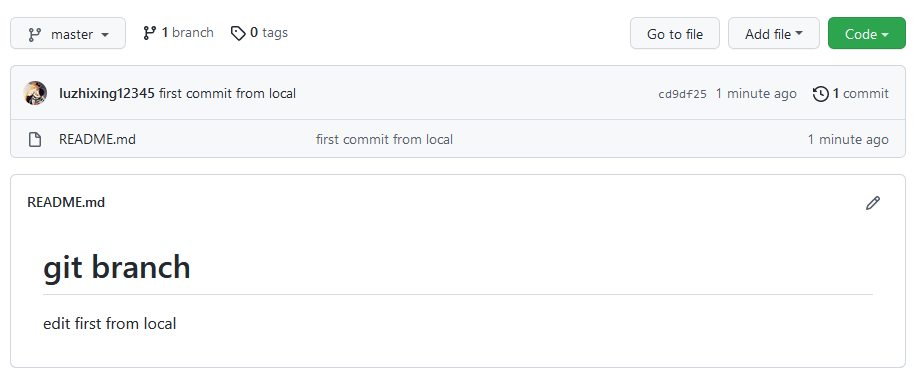 master 1 branch 0 tags Go to file Add file Code
luzhixing12345 first commit from local cd9df25 1 minute ago 1 commit
README.md first commit from local 1 minute ago
README.md
git branch
edit first from local